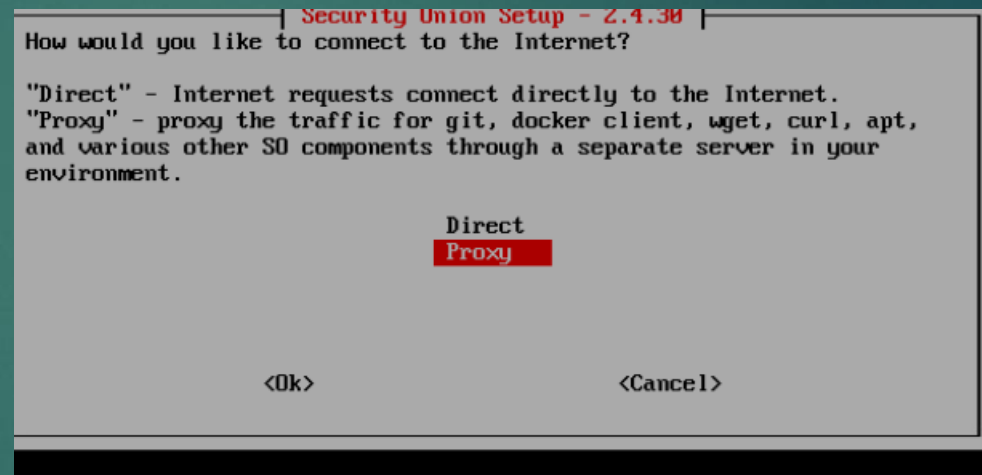 Security Union Setup - 2.4.30
How would you like to connect to the Internet?
"Direct" - Internet requests connect directly to the Internet.
"Proxy" - proxy the traffic for git, docker client, wget, curl, apt,
and various other SO components through a separate server in your
environment.
Direct
Proxy
<Ok> <Cancel>